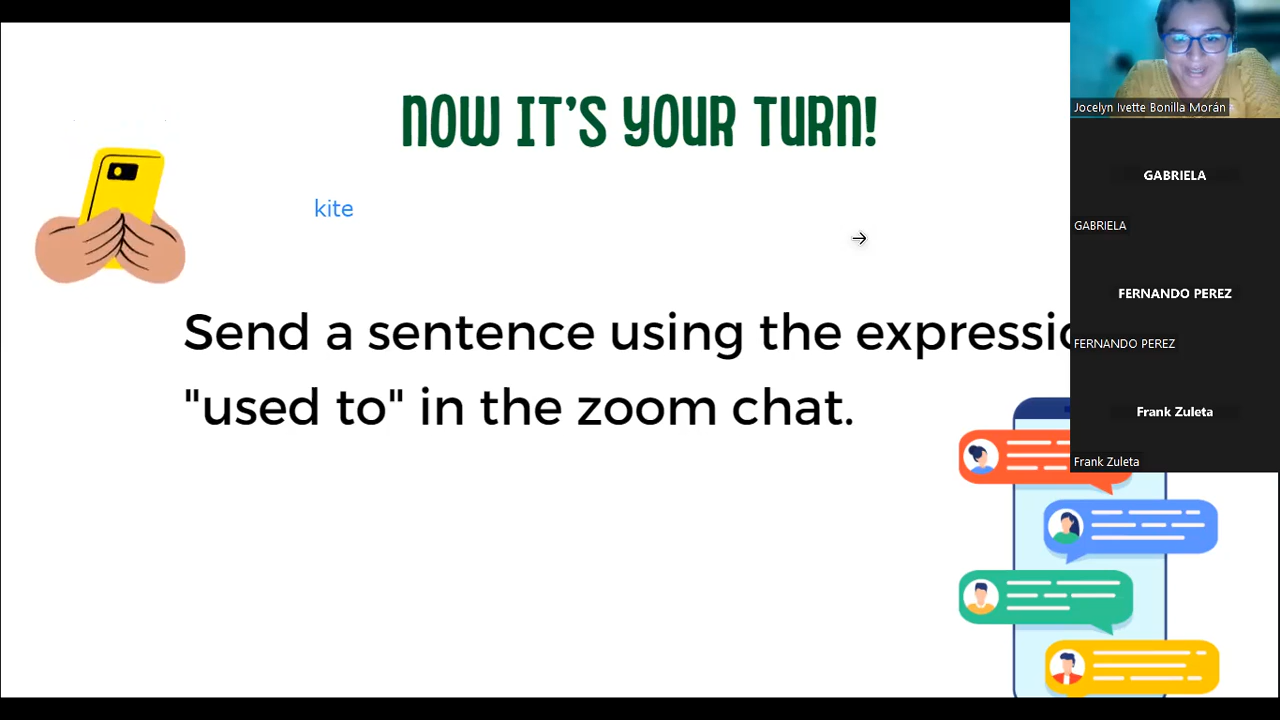 NOW IT'S YOUR TURN!
kite
Send a sentence using the expressio
"used to" in the zoom chat.
Jocelyn Ivette Bonilla Morán
GABRIELA
GABRIELA
FERNANDO PEREZ
FERNANDO PEREZ
Frank Zuleta
Frank Zuleta